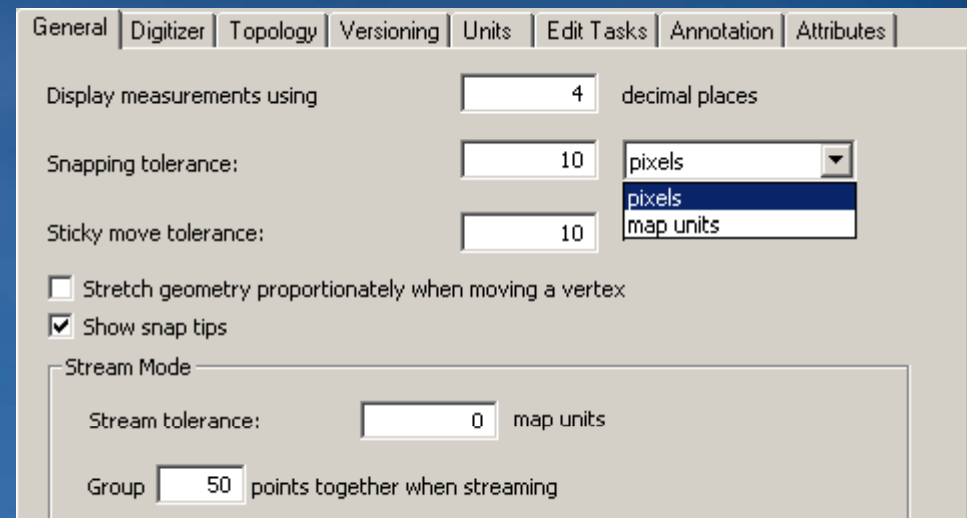 General Digitizer Topology Versioning Units Edit Tasks Annotation Attributes
Display measurements using 4 decimal places
Snapping tolerance: 10 pixels
pixels
map units
Sticky move tolerance: 10
Stretch geometry proportionately when moving a vertex
Show snap tips
Stream Mode
Stream tolerance: 0 map units
Group 50 points together when streaming